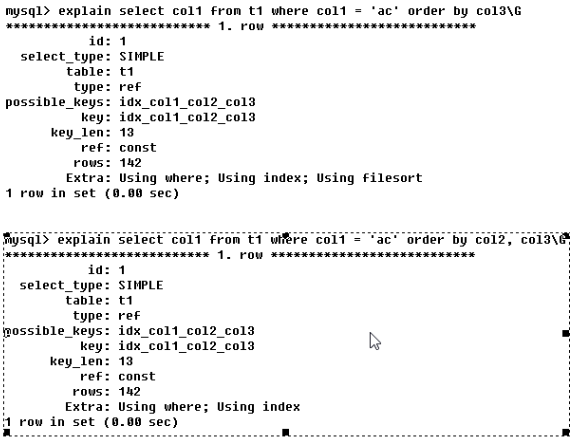 mysql> explain select col1 from t1 where col1 = 'ac' order by col3\G
*************************** 1. row ***************************
id: 1
select_type: SIMPLE
table: t1
type: ref
possible_keys: idx_col1_col2_col3
key: idx_col1_col2_col3
key_len: 13
ref: const
rows: 142
Extra: Using where; Using index; Using filesort
1 row in set (0.00 sec)
mysql> explain select col1 from t1 where col1 = 'ac' order by col2, col3\G
*************************** 1. row ***************************
id: 1
select_type: SIMPLE
table: t1
type: ref
possible_keys: idx_col1_col2_col3
key: idx_col1_col2_col3
key_len: 13
ref: const
rows: 142
Extra: Using where; Using index
1 row in set (0.00 sec)